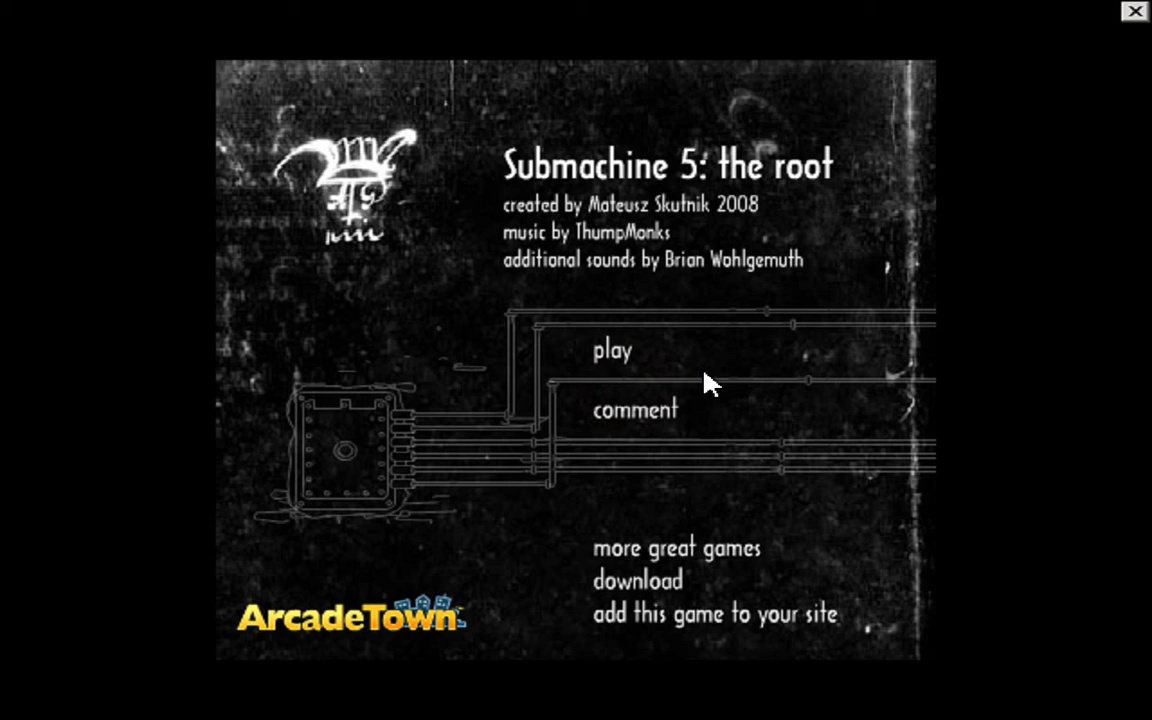 Submachine 5: the root
created by Mateusz Skutnik 2008
music by ThumpMonks
additional sounds by Brian Wohlgemuth
play
comment
more great games
download
add this game to your site
ArcadeTown